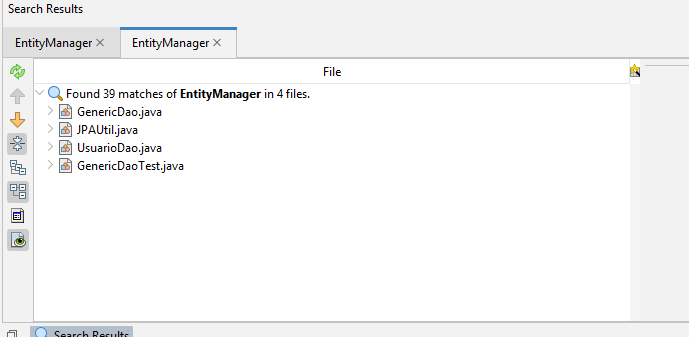 Search Results
EntityManager
EntityManager
File
Found 39 matches of EntityManager in 4 files.
GenericDao.java
JPAUtil.java
UsuarioDao.java
GenericDaoTest.java
Search Results